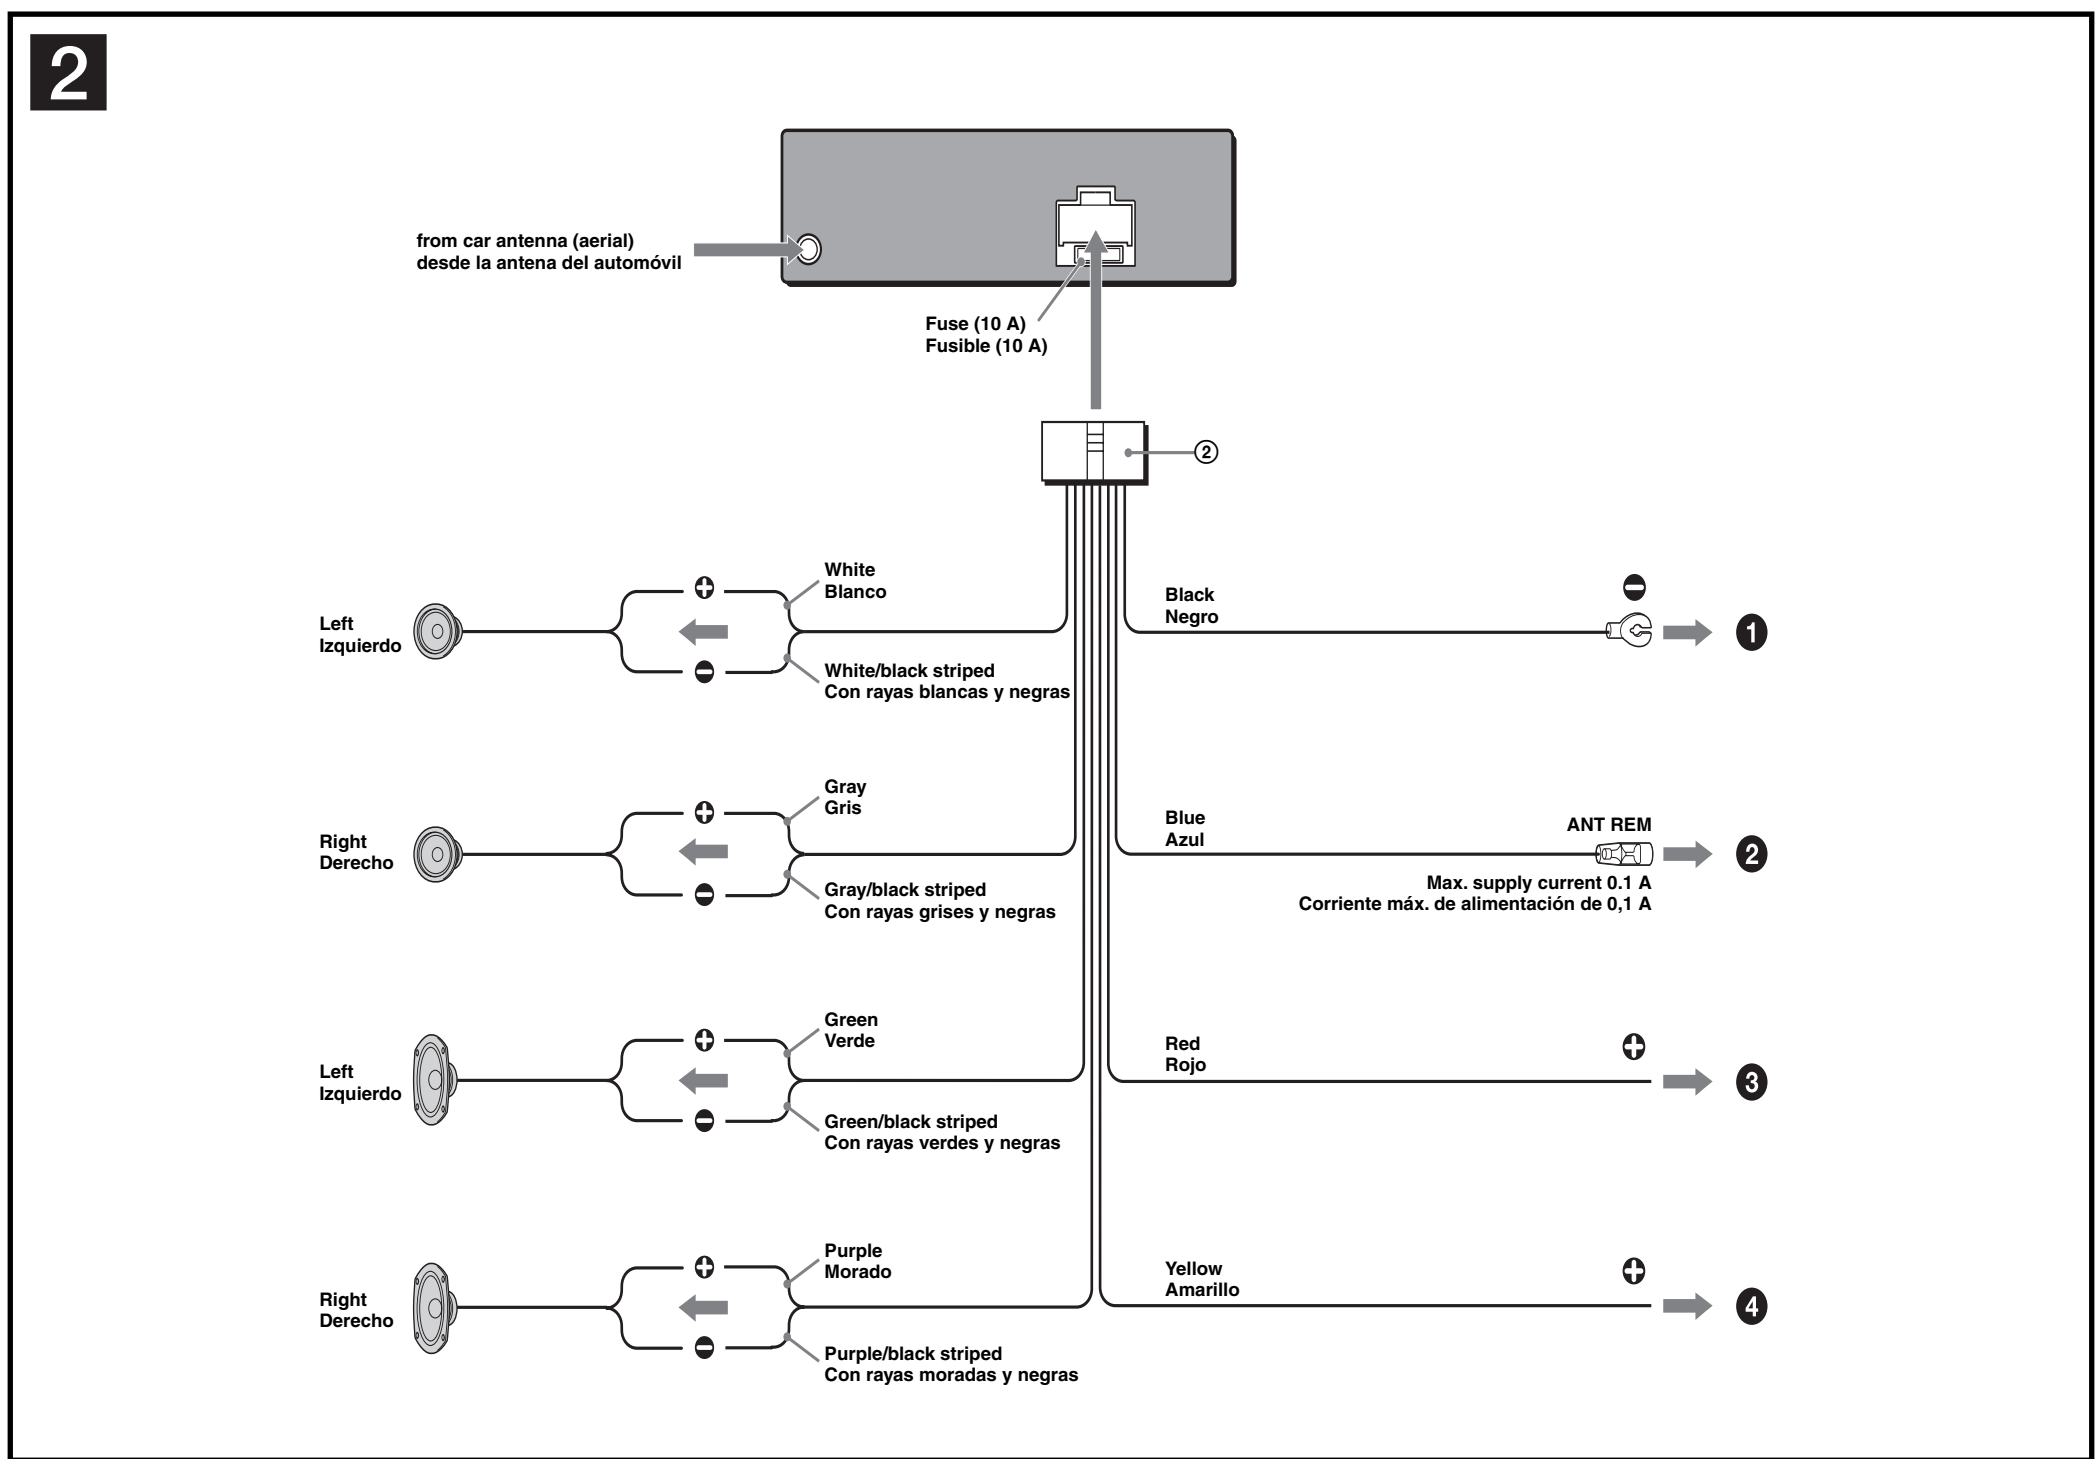 2
from car antenna (aerial)
desde la antena del automóvil
Fuse (10 A)
Fusible (10 A)
②
White
Blanco
Left
Izquierdo
White/black striped
Con rayas blancas y negras
Black
Negro
❶
Gray
Gris
Right
Derecho
Gray/black striped
Con rayas grises y negras
Blue
Azul
ANT REM
❷
Max. supply current 0.1 A
Corriente máx. de alimentación de 0,1 A
Green
Verde
Left
Izquierdo
Green/black striped
Con rayas verdes y negras
Red
Rojo
❸
Purple
Morado
Right
Derecho
Purple/black striped
Con rayas moradas y negras
Yellow
Amarillo
❹